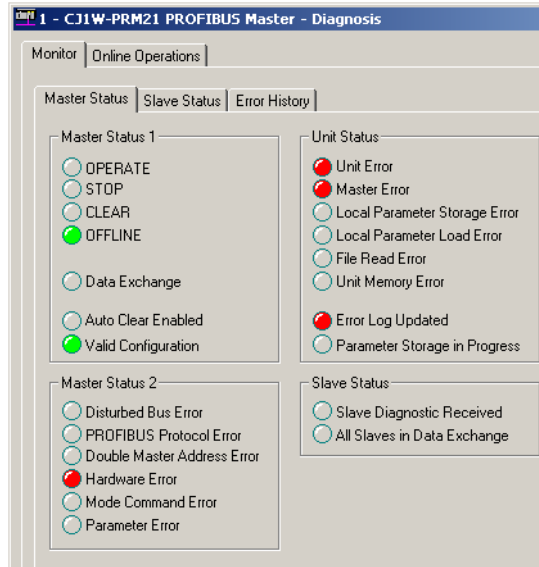 1 - CJ1W-PRM21 PROFIBUS Master - Diagnosis
Monitor Online Operations
Master Status Slave Status Error History
Master Status 1
OPERATE
STOP
CLEAR
OFFLINE
Data Exchange
Auto Clear Enabled
Valid Configuration
Unit Status
Unit Error
Master Error
Local Parameter Storage Error
Local Parameter Load Error
File Read Error
Unit Memory Error
Error Log Updated
Parameter Storage in Progress
Master Status 2
Disturbed Bus Error
PROFIBUS Protocol Error
Double Master Address Error
Hardware Error
Mode Command Error
Parameter Error
Slave Status
Slave Diagnostic Received
All Slaves in Data Exchange